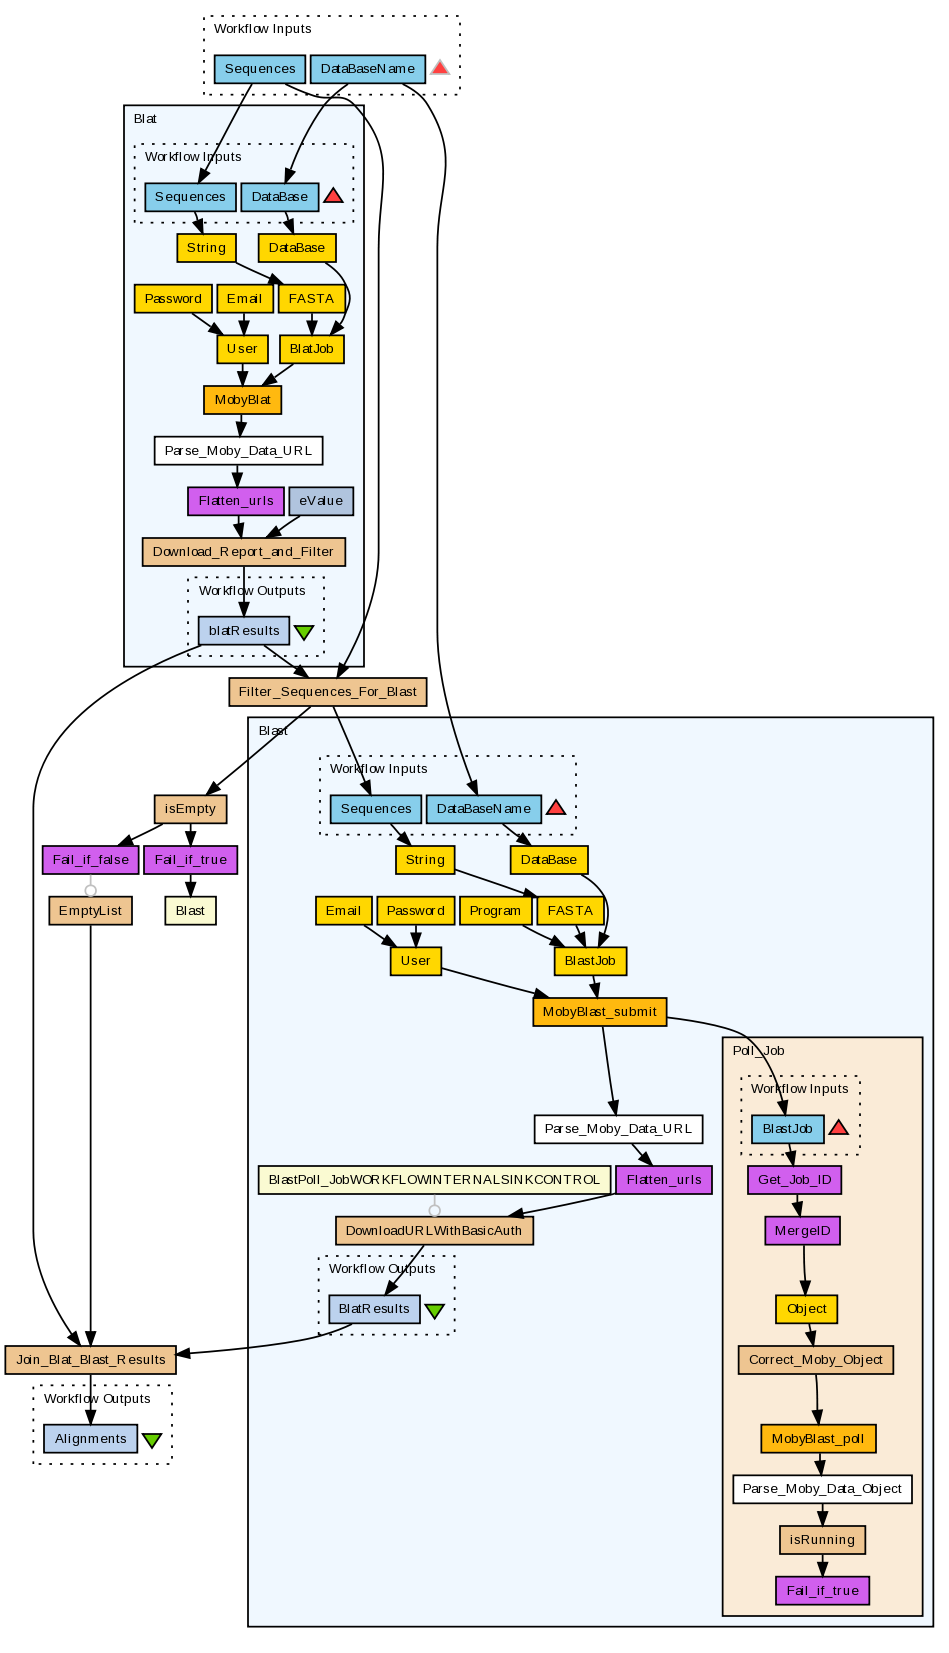 Workflow Inputs
Sequences
DataBaseName
Blat
Workflow Inputs
Sequences
DataBase
String
DataBase
Password
Email
FASTA
User
BlatJob
MobyBlat
Parse_Moby_Data_URL
Flatten_urls
eValue
Download_Report_and_Filter
Workflow Outputs
blatResults
Filter_Sequences_For_Blast
Blast
Workflow Inputs
Sequences
DataBaseName
isEmpty
Fail_if_false
Fail_if_true
String
DataBase
EmptyList
Blast
Email
Password
Program
FASTA
User
BlastJob
MobyBlast_submit
Poll_Job
Workflow Inputs
BlastJob
Parse_Moby_Data_URL
BlastPoll_JobWORKFLOWINTERNALSINKCONTROL
Flatten_urls
Get_Job_ID
DownloadURLWithBasicAuth
MergeID
Workflow Outputs
BlatResults
Object
Join_Blat_Blast_Results
Correct_Moby_Object
Workflow Outputs
Alignments
MobyBlast_poll
Parse_Moby_Data_Object
isRunning
Fail_if_true